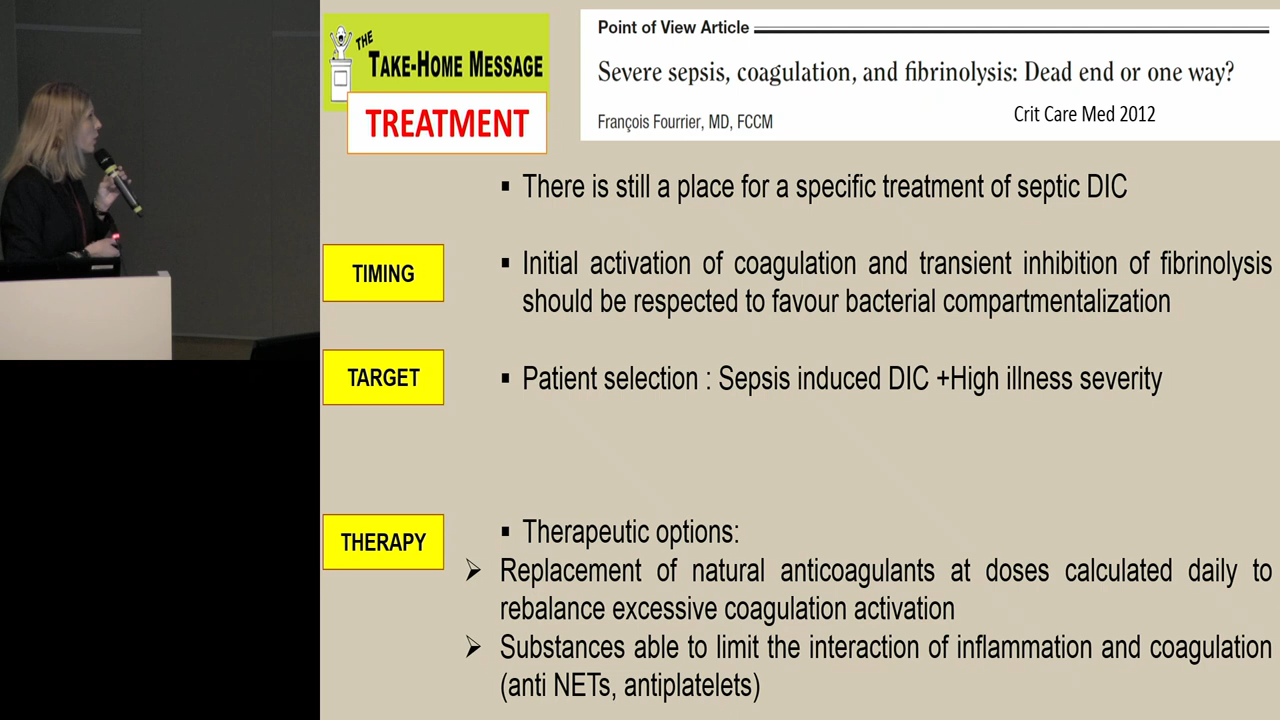 THE
TAKE-HOME MESSAGE
TREATMENT
Point of View Article
Severe sepsis, coagulation, and fibrinolysis: Dead end or one way?
François Fourrier, MD, FCCM
Crit Care Med 2012
▪ There is still a place for a specific treatment of septic DIC
TIMING
▪ Initial activation of coagulation and transient inhibition of fibrinolysis
should be respected to favour bacterial compartmentalization
TARGET
▪ Patient selection : Sepsis induced DIC +High illness severity
THERAPY
▪ Therapeutic options:
➢ Replacement of natural anticoagulants at doses calculated daily to
rebalance excessive coagulation activation
➢ Substances able to limit the interaction of inflammation and coagulation
(anti NETs, antiplatelets)